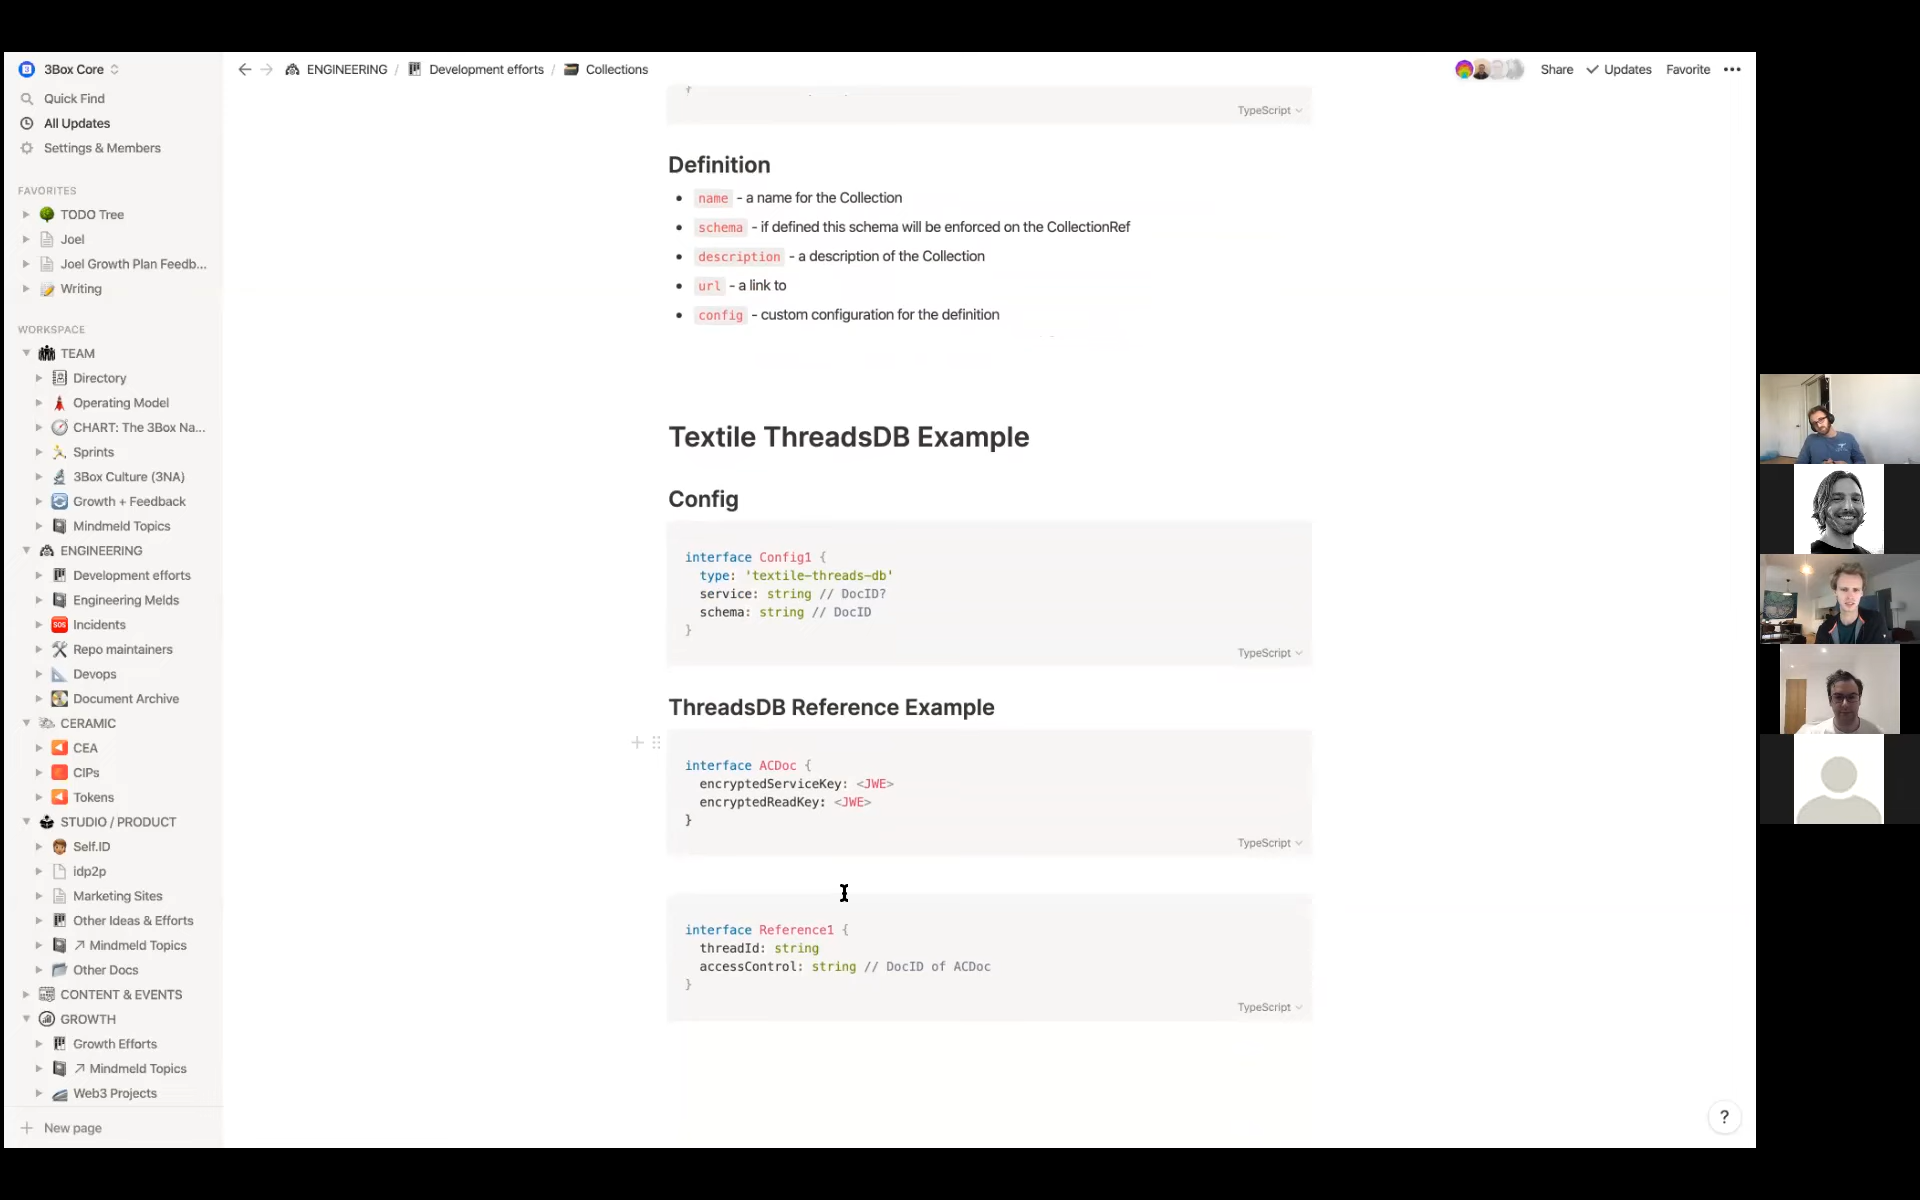 3Box Core
Quick Find
All Updates
Settings & Members
FAVORITES
TODO Tree
Joel
Joel Growth Plan Feedb...
Writing
WORKSPACE
TEAM
Directory
Operating Model
CHART: The 3Box Na...
Sprints
3Box Culture (3NA)
Growth + Feedback
Mindmeld Topics
ENGINEERING
Development efforts
Engineering Melds
Incidents
Repo maintainers
Devops
Document Archive
CERAMIC
CEA
CIPs
Tokens
STUDIO / PRODUCT
Self.ID
idp2p
Marketing Sites
Other Ideas & Efforts
↗ Mindmeld Topics
Other Docs
CONTENT & EVENTS
GROWTH
Growth Efforts
↗ Mindmeld Topics
Web3 Projects
New page
ENGINEERING / Development efforts / Collections
Share Updates Favorite •••
TypeScript
Definition
• name - a name for the Collection
• schema - if defined this schema will be enforced on the CollectionRef
• description - a description of the Collection
• url - a link to
• config - custom configuration for the definition
Textile ThreadsDB Example
Config
interface Config1 {
type: 'textile-threads-db'
service: string // DocID?
schema: string // DocID
}
TypeScript
ThreadsDB Reference Example
interface ACDoc {
encryptedServiceKey: <JWE>
encryptedReadKey: <JWE>
}
TypeScript
interface Reference1 {
threadId: string
accessControl: string // DocID of ACDoc
}
TypeScript
?